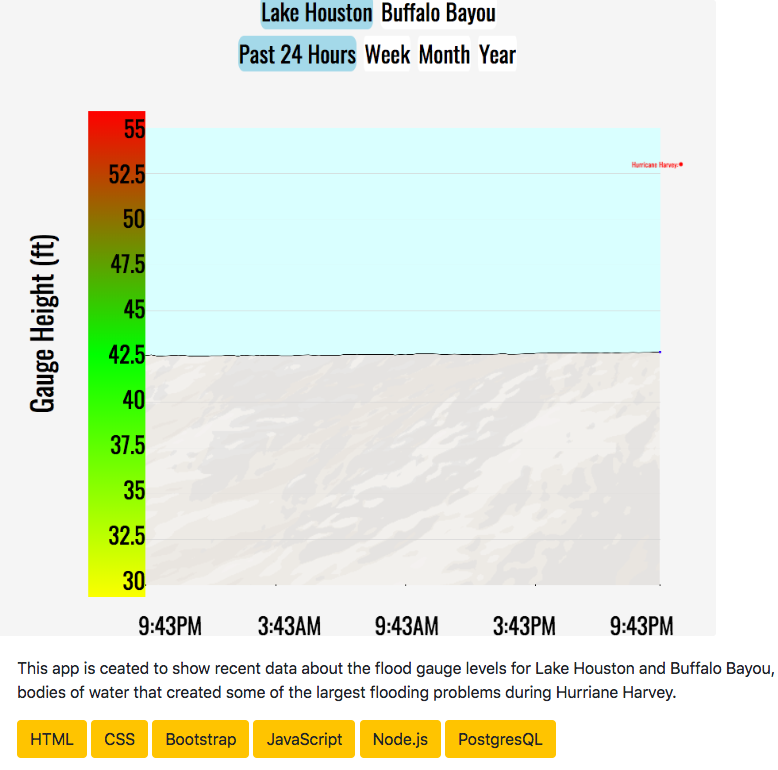 Lake Houston Buffalo Bayou
Past 24 Hours Week Month Year
55
Hurricane Harvey
52.5
50
47.5
45
42.5
40
37.5
35
32.5
30
Gauge Height (ft)
9:43PM 3:43AM 9:43AM 3:43PM 9:43PM
This app is ceated to show recent data about the flood gauge levels for Lake Houston and Buffalo Bayou,
bodies of water that created some of the largest flooding problems during Hurriane Harvey.
HTML CSS Bootstrap JavaScript Node.js PostgresQL